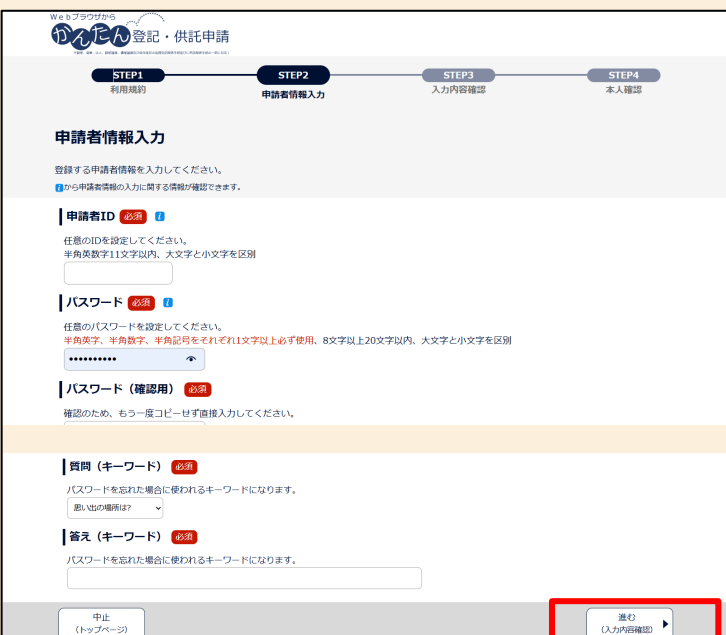 Webブラウザから
かんたん登記・供託申請
STEP1
利用規約
STEP2
申請者情報入力
STEP3
入力内容確認
STEP4
本人確認
申請者情報入力
登録する申請者情報を入力してください。
iから申請者情報の入力に関する情報が確認できます。
申請者ID 必須 i
任意のIDを設定してください。
半角英数字11文字以内、大文字と小文字を区別
パスワード 必須 i
任意のパスワードを設定してください。
半角英字、半角数字、半角記号をそれぞれ1文字以上必ず使用、8文字以上20文字以内、大文字と小文字を区別
••••••••••
パスワード（確認用） 必須
確認のため、もう一度コピーせず直接入力してください。
質問（キーワード） 必須
パスワードを忘れた場合に使われるキーワードになります。
思い出の場所は?
答え（キーワード） 必須
パスワードを忘れた場合に使われるキーワードになります。
中止
（トップページ）
進む
（入力内容確認）